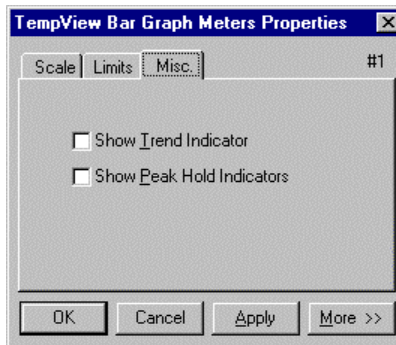 TempView Bar Graph Meters Properties
Scale Limits Misc. #1
Show Trend Indicator
Show Peak Hold Indicators
OK Cancel Apply More >>